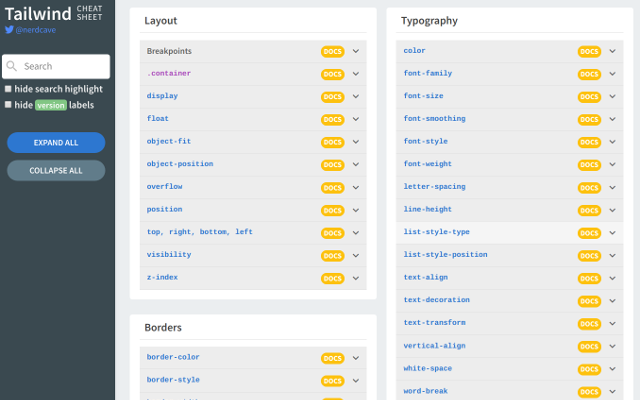 Tailwind CHEAT SHEET
@nerdcave
Search
hide search highlight
hide version labels
EXPAND ALL
COLLAPSE ALL
Layout
Breakpoints DOCS
.container DOCS
display DOCS
float DOCS
object-fit DOCS
object-position DOCS
overflow DOCS
position DOCS
top, right, bottom, left DOCS
visibility DOCS
z-index DOCS
Borders
border-color DOCS
border-style DOCS
Typography
color DOCS
font-family DOCS
font-size DOCS
font-smoothing DOCS
font-style DOCS
font-weight DOCS
letter-spacing DOCS
line-height DOCS
list-style-type DOCS
list-style-position DOCS
text-align DOCS
text-decoration DOCS
text-transform DOCS
vertical-align DOCS
white-space DOCS
word-break DOCS